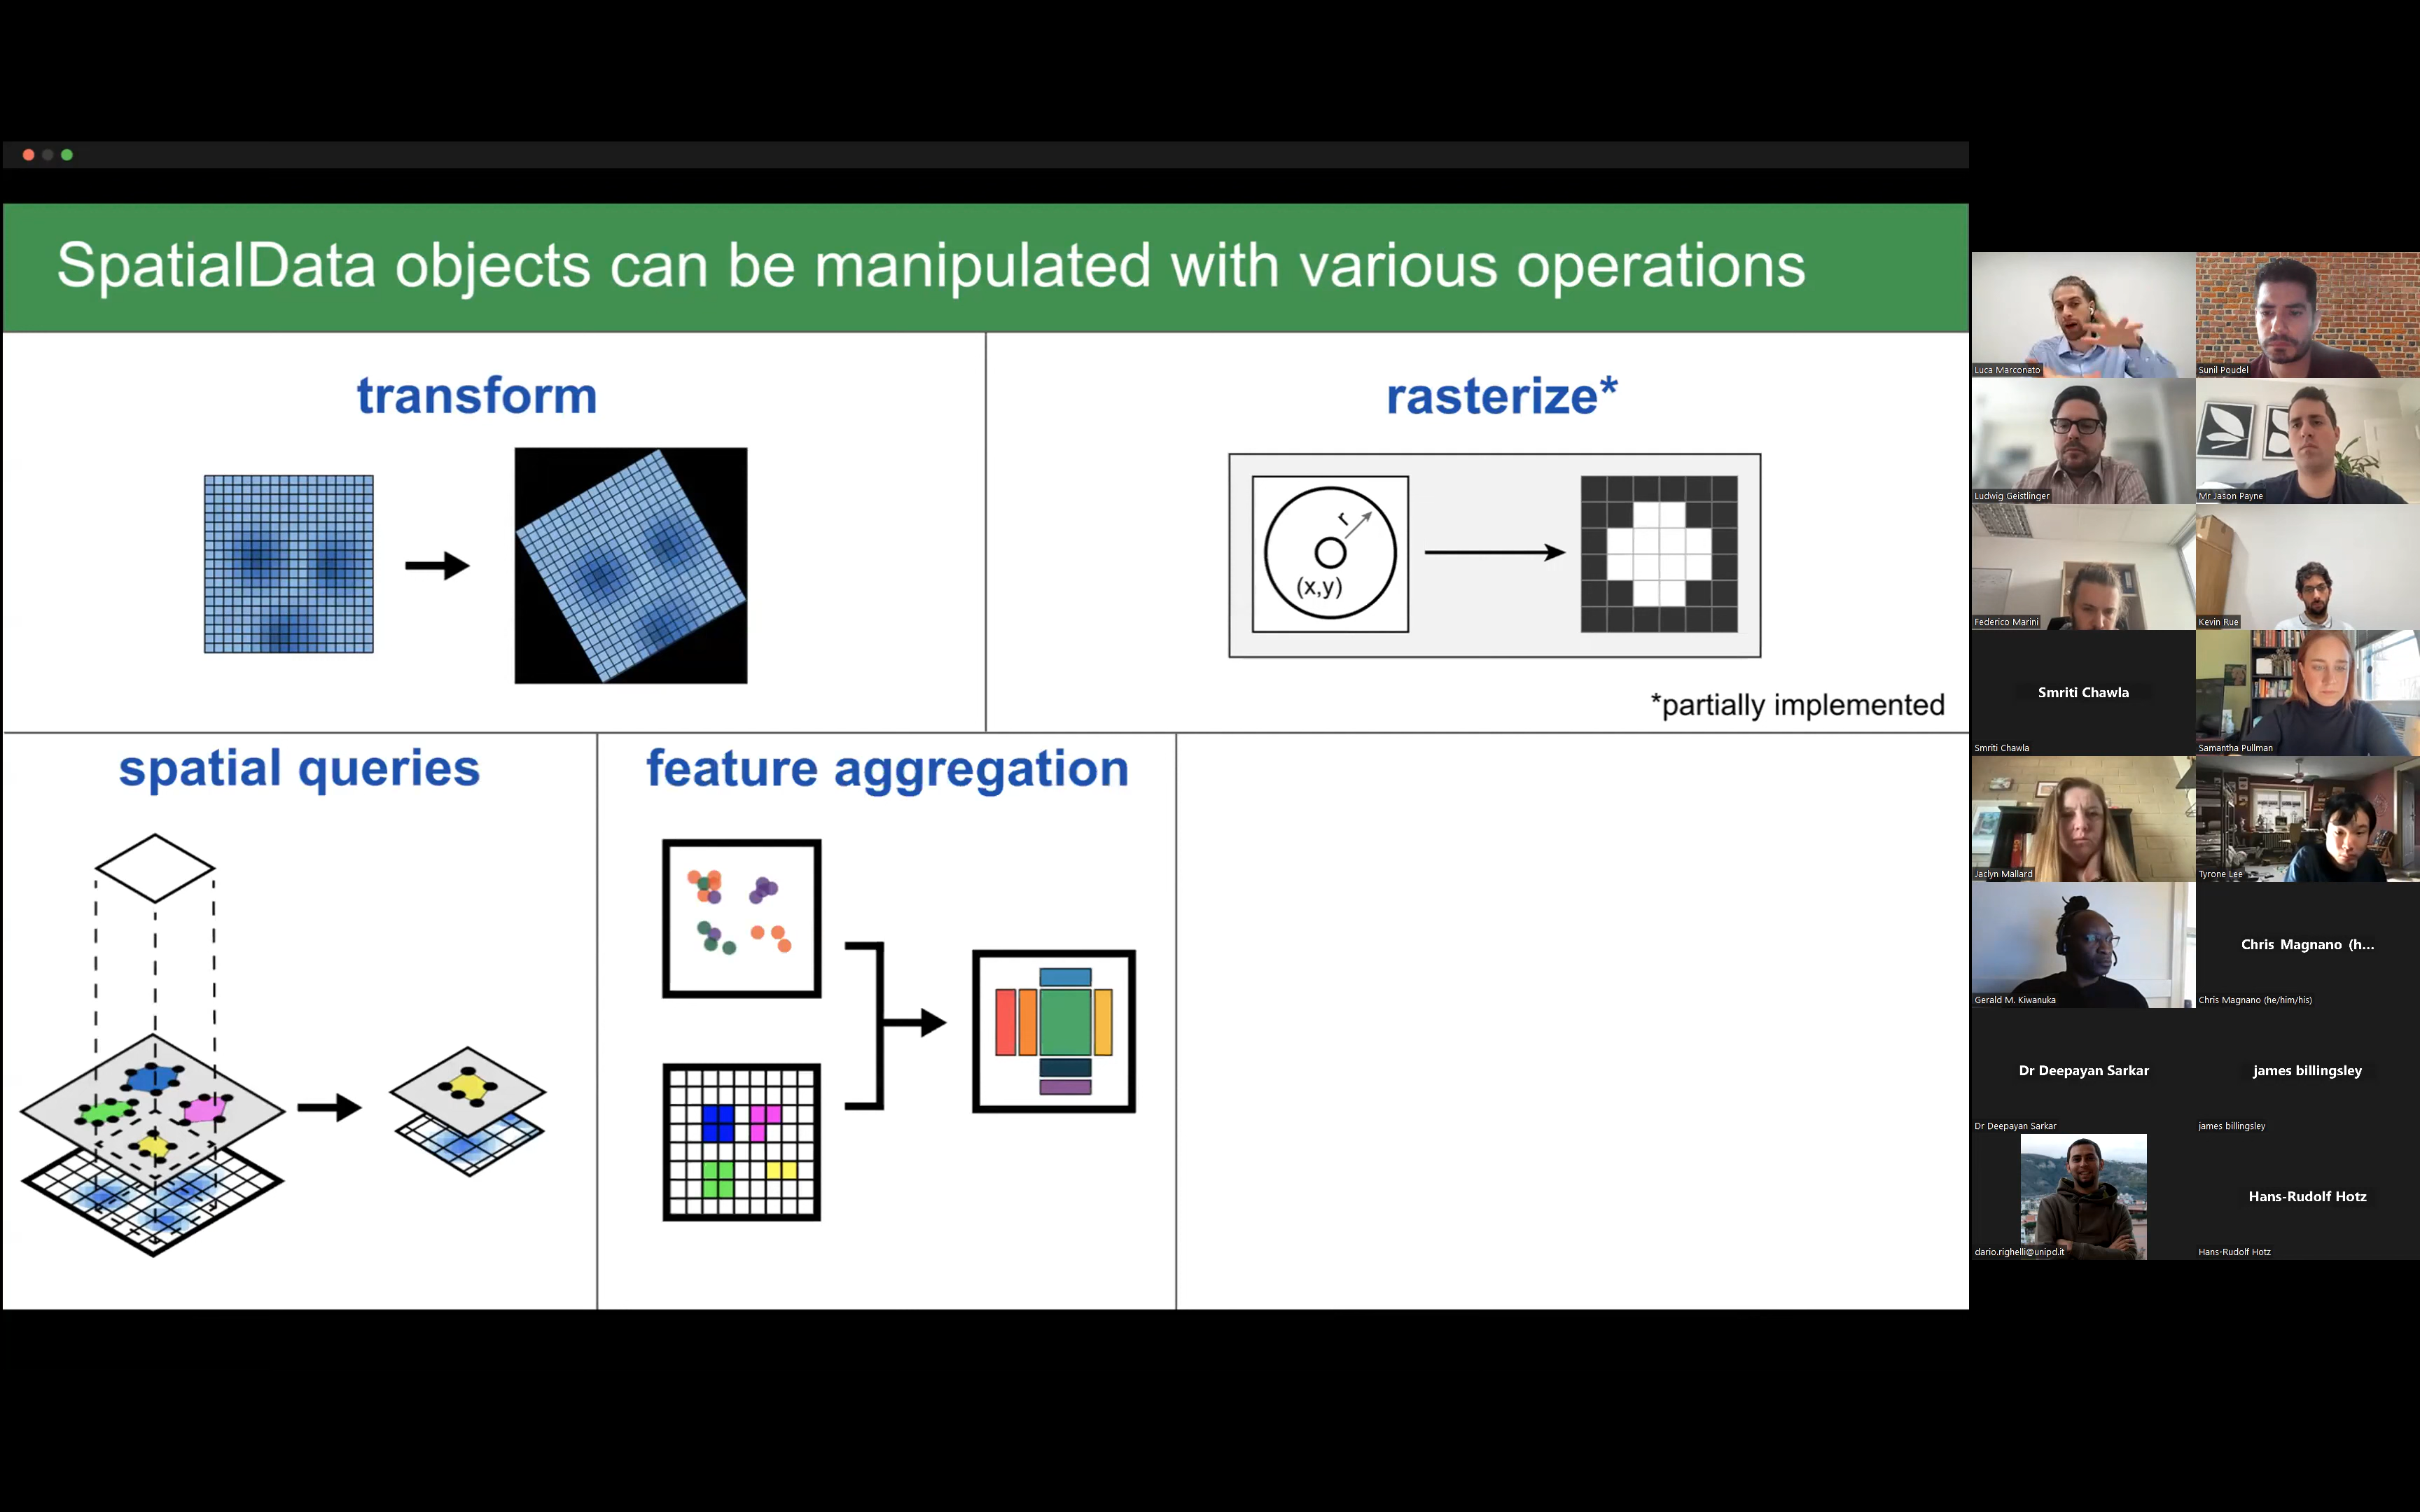 SpatialData objects can be manipulated with various operations
transform
rasterize*
r
(x,y)
*partially implemented
spatial queries
feature aggregation
Luca Marconato
Sunil Poudel
Ludwig Geistlinger
Mr Jason Payne
Federico Marini
Kevin Rue
Smriti Chawla
Smriti Chawla
Samantha Pullman
Jaclyn Mallard
Tyrone Lee
Gerald M. Kiwanuka
Chris Magnano (h...
Chris Magnano (he/him/his)
Dr Deepayan Sarkar
Dr Deepayan Sarkar
james billingsley
james billingsley
dario.righelli@unipd.it
Hans-Rudolf Hotz
Hans-Rudolf Hotz